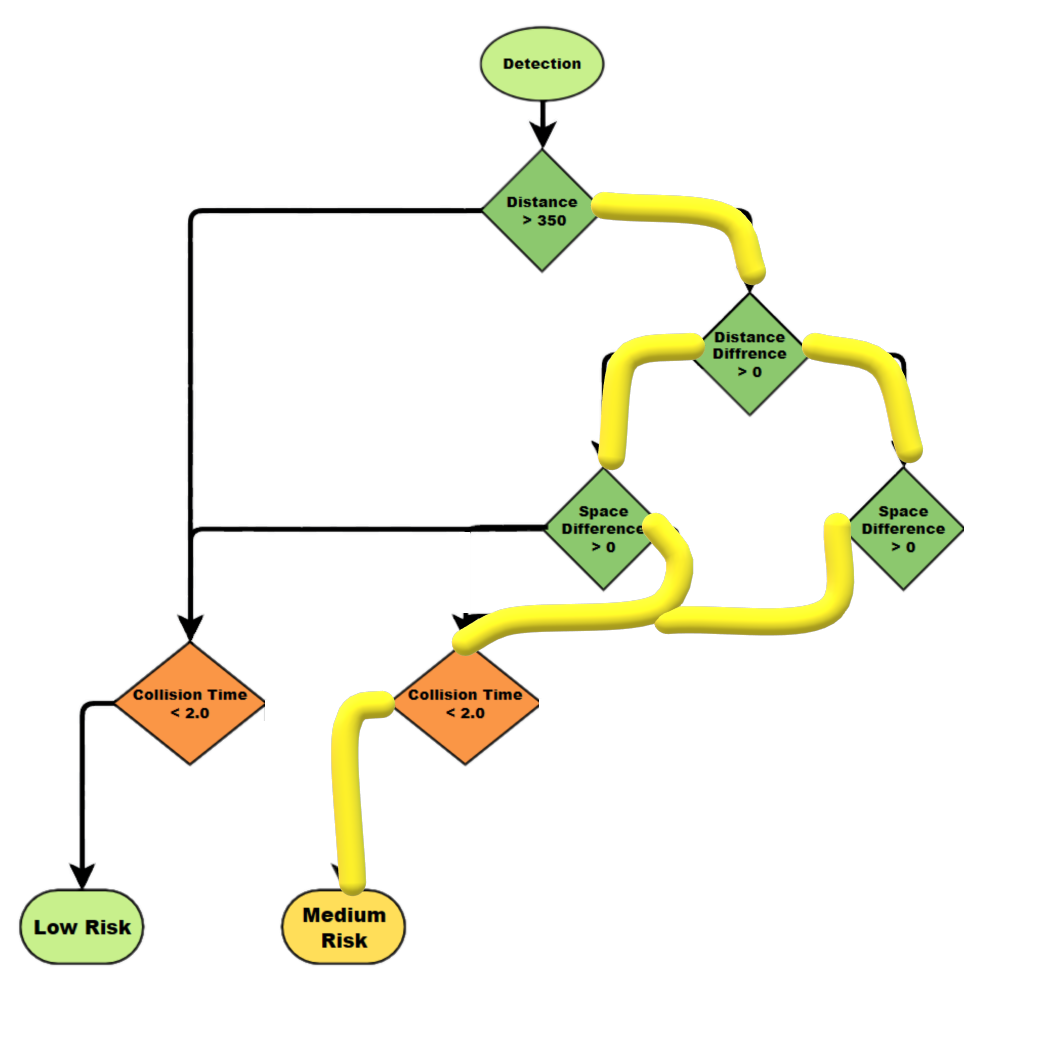 Detection
Distance
> 350
Distance
Diffrence
> 0
Space
Difference
> 0
Space
Difference
> 0
Collision Time
< 2.0
Collision Time
< 2.0
Low Risk
Medium
Risk